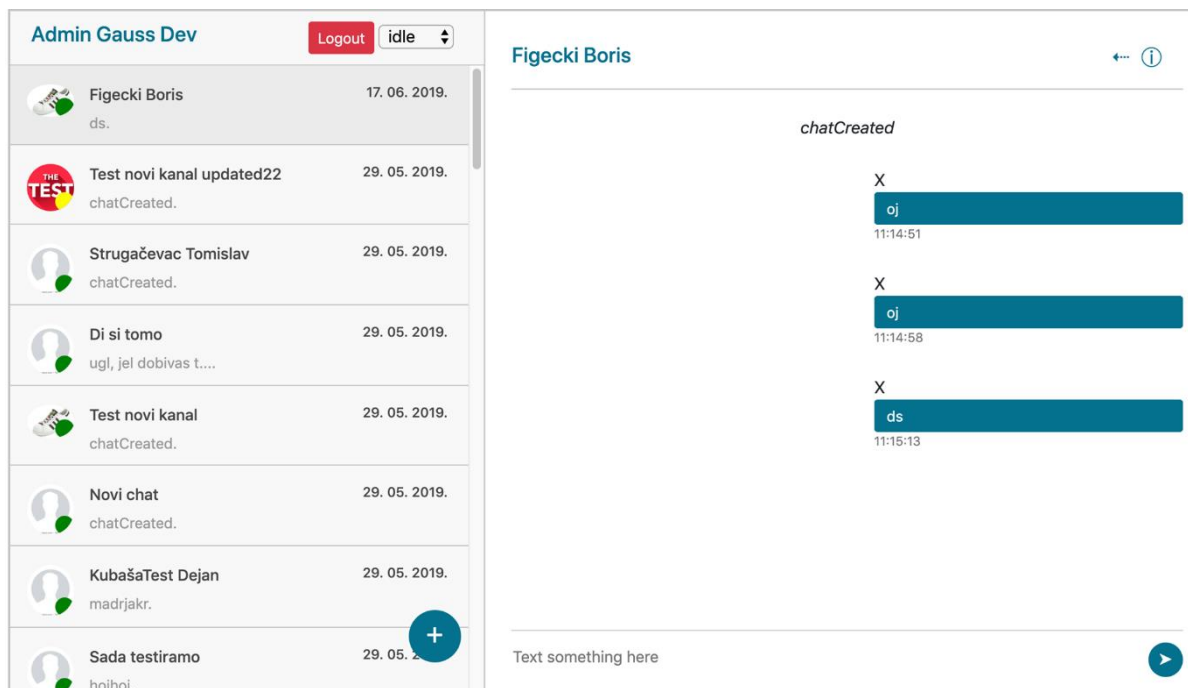 Admin Gauss Dev
Logout
idle
Figecki Boris
17. 06. 2019.
ds.
THE
TEST
Test novi kanal updated22
29. 05. 2019.
chatCreated.
Strugačevac Tomislav
29. 05. 2019.
chatCreated.
Di si tomo
29. 05. 2019.
ugl, jel dobivas t....
Test novi kanal
29. 05. 2019.
chatCreated.
Novi chat
29. 05. 2019.
chatCreated.
KubašaTest Dejan
29. 05. 2019.
madrjakr.
+
Sada testiramo
29. 05. 2
Figecki Boris
chatCreated
X
oj
11:14:51
X
oj
11:14:58
X
ds
11:15:13
Text something here